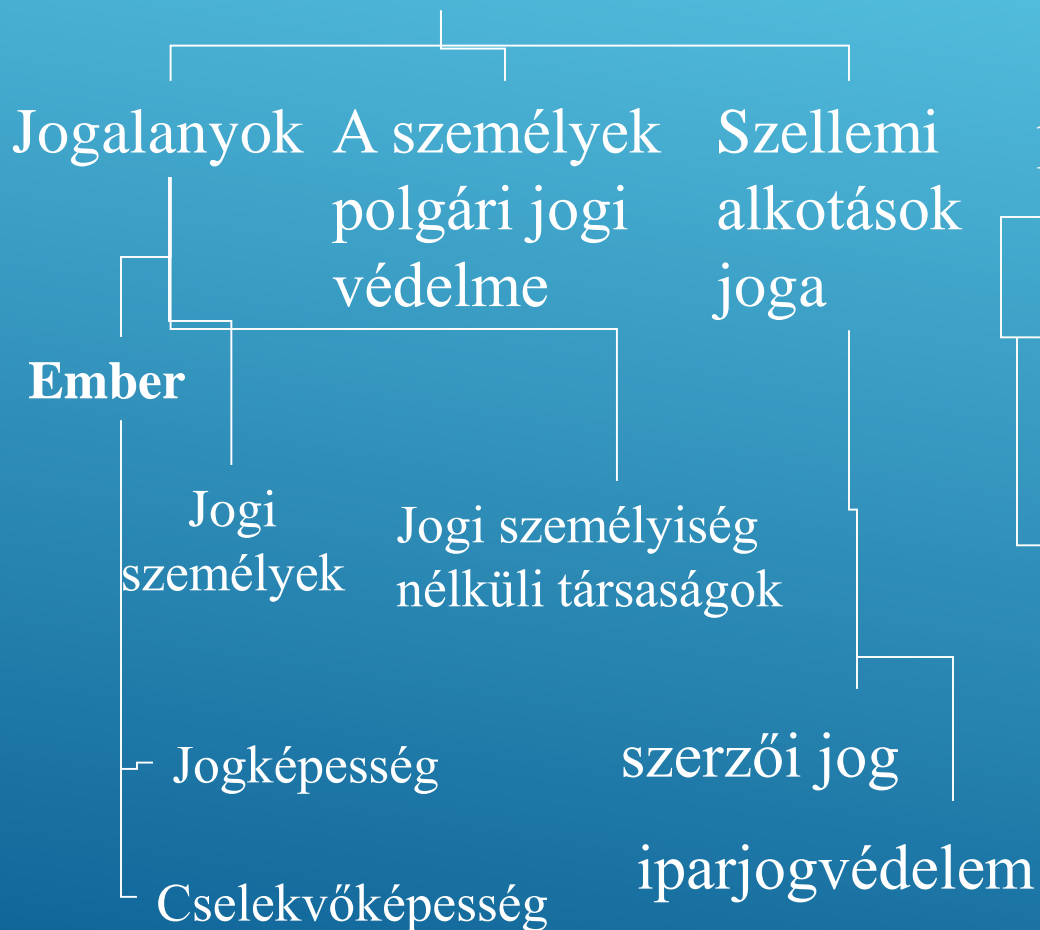 Jogalanyok
A személyek
polgári jogi
védelme
Szellemi
alkotások
joga
Ember
Jogi
személyek
Jogi személyiség
nélküli társaságok
Jogképesség
Cselekvőképesség
szerzői jog
iparjogvédelem